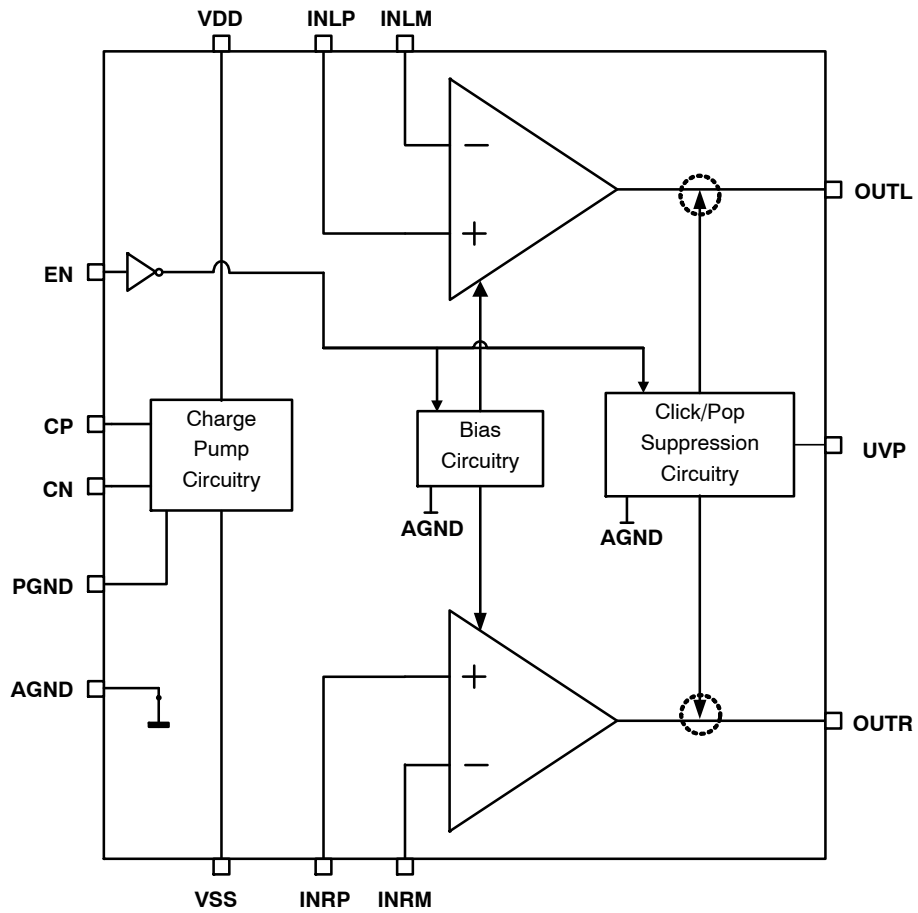 VDD INLP INLM
−
OUTL
+
EN
CP
Charge
Pump
Circuitry
Bias
Circuitry
Click/Pop
Suppression
Circuitry
UVP
CN
AGND
AGND
PGND
+
AGND
−
OUTR
VSS INRP INRM